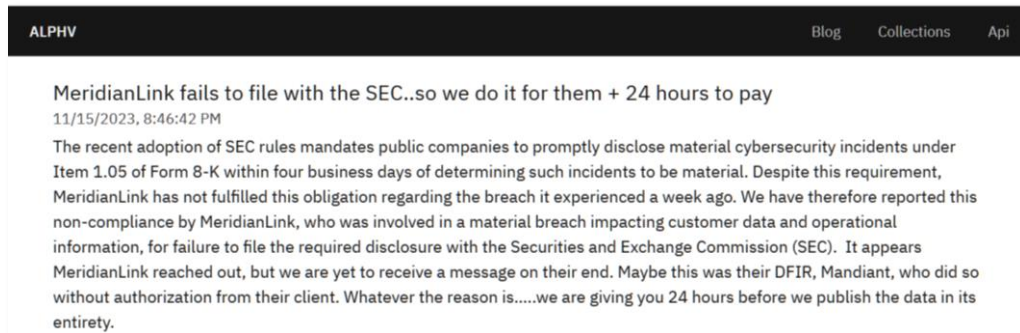 ALPHV Blog Collections Api
MeridianLink fails to file with the SEC..so we do it for them + 24 hours to pay
11/15/2023, 8:46:42 PM
The recent adoption of SEC rules mandates public companies to promptly disclose material cybersecurity incidents under
Item 1.05 of Form 8-K within four business days of determining such incidents to be material. Despite this requirement,
MeridianLink has not fulfilled this obligation regarding the breach it experienced a week ago. We have therefore reported this
non-compliance by MeridianLink, who was involved in a material breach impacting customer data and operational
information, for failure to file the required disclosure with the Securities and Exchange Commission (SEC).  It appears
MeridianLink reached out, but we are yet to receive a message on their end. Maybe this was their DFIR, Mandiant, who did so
without authorization from their client. Whatever the reason is.....we are giving you 24 hours before we publish the data in its
entirety.